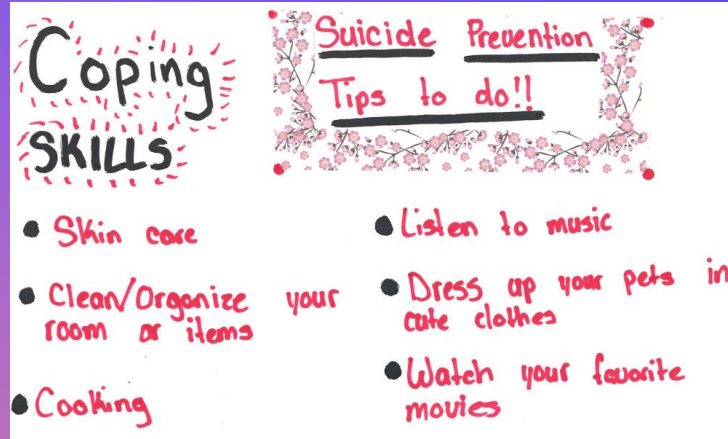 Coping
SKILLS
Suicide Prevention
Tips to do!!
Skin care
Clean/Organize your
room or items
Cooking
Listen to music
Dress up your pets in
cute clothes
Watch your favorite
movies